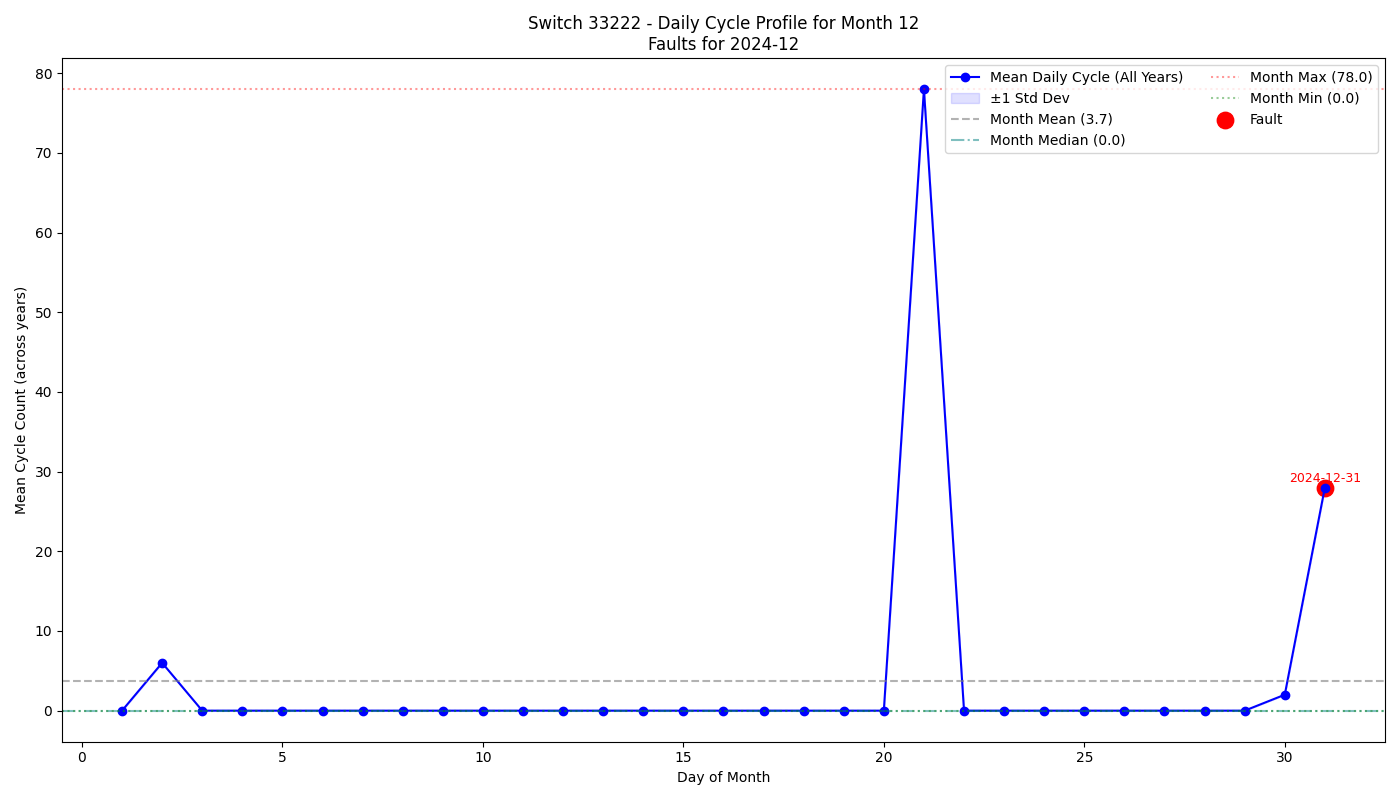 Switch 33222 - Daily Cycle Profile for Month 12
Faults for 2024-12
Mean Daily Cycle (All Years)
±1 Std Dev
Month Mean (3.7)
Month Median (0.0)
Month Max (78.0)
Month Min (0.0)
Fault
Mean Cycle Count (across years)
80
70
60
50
40
30
20
10
0
2024-12-31
0 5 10 15 20 25 30
Day of Month